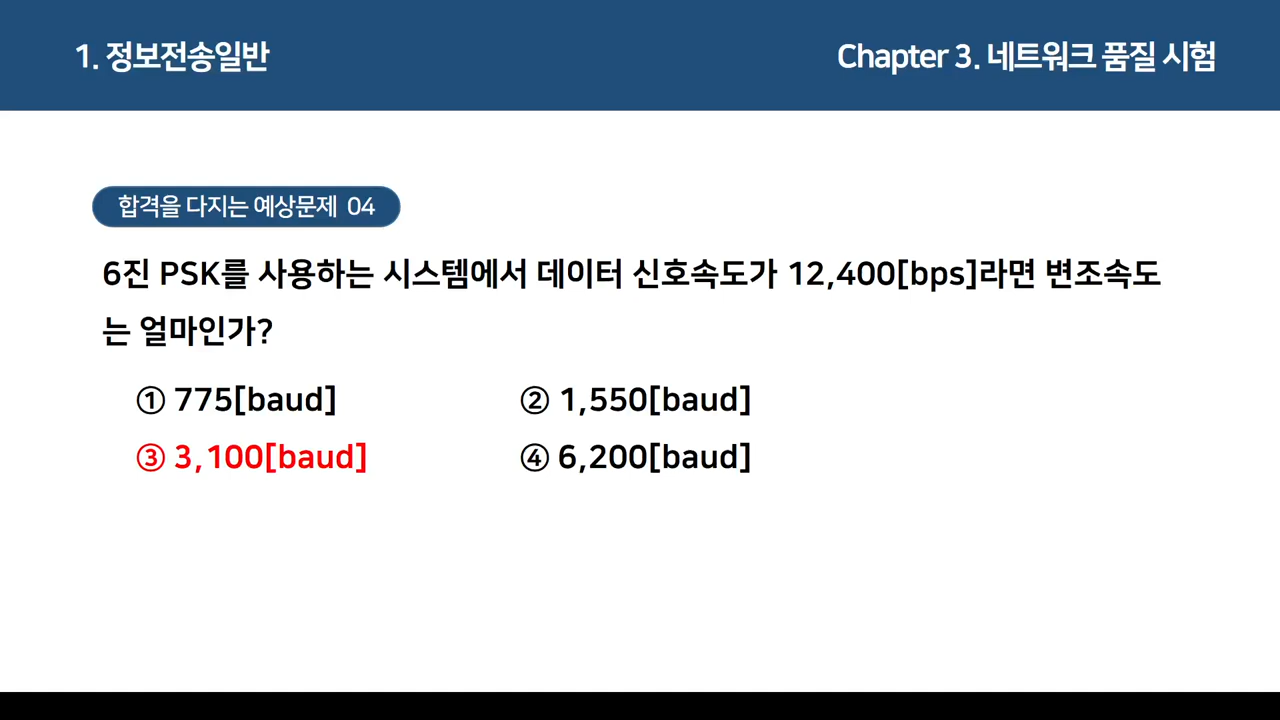 1. 정보전송일반
Chapter 3. 네트워크 품질 시험
합격을 다지는 예상문제 04
6진 PSK를 사용하는 시스템에서 데이터 신호속도가 12,400[bps]라면 변조속도
는 얼마인가?
① 775[baud]
② 1,550[baud]
③ 3,100[baud]
④ 6,200[baud]